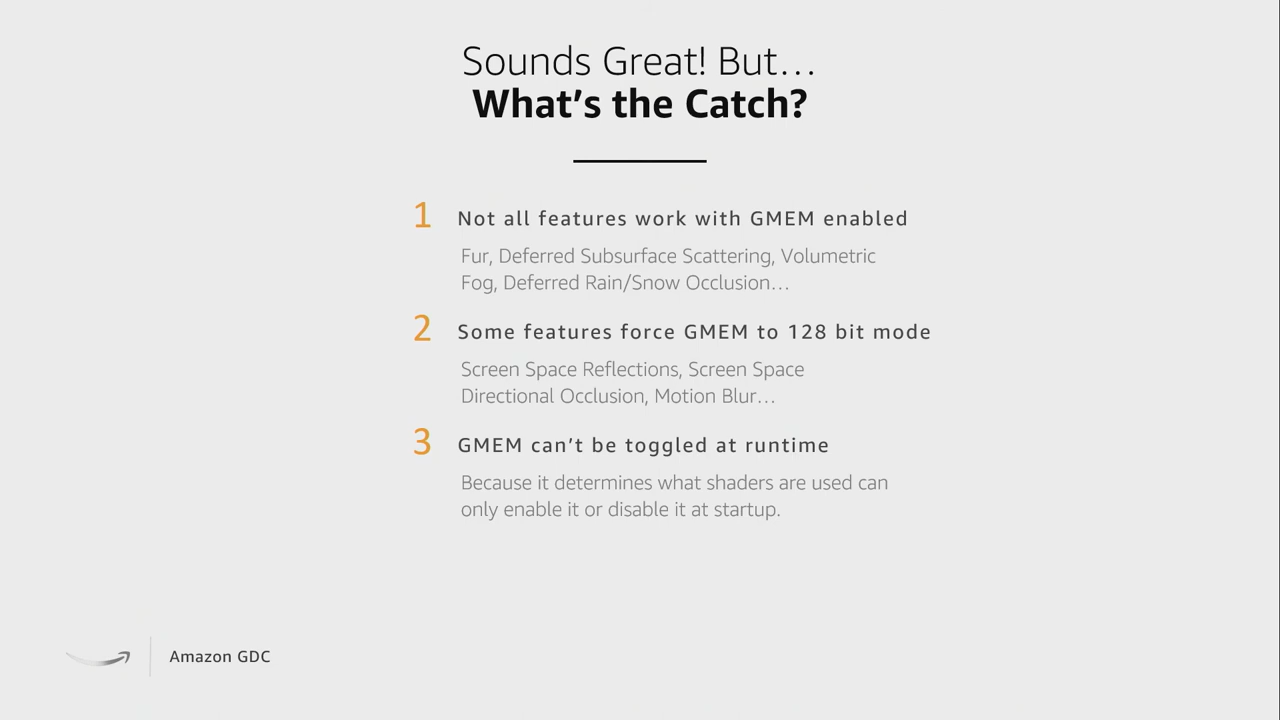 Sounds Great! But…
What’s the Catch?
1 Not all features work with GMEM enabled
Fur, Deferred Subsurface Scattering, Volumetric
Fog, Deferred Rain/Snow Occlusion…
2 Some features force GMEM to 128 bit mode
Screen Space Reflections, Screen Space
Directional Occlusion, Motion Blur…
3 GMEM can’t be toggled at runtime
Because it determines what shaders are used can
only enable it or disable it at startup.
Amazon GDC